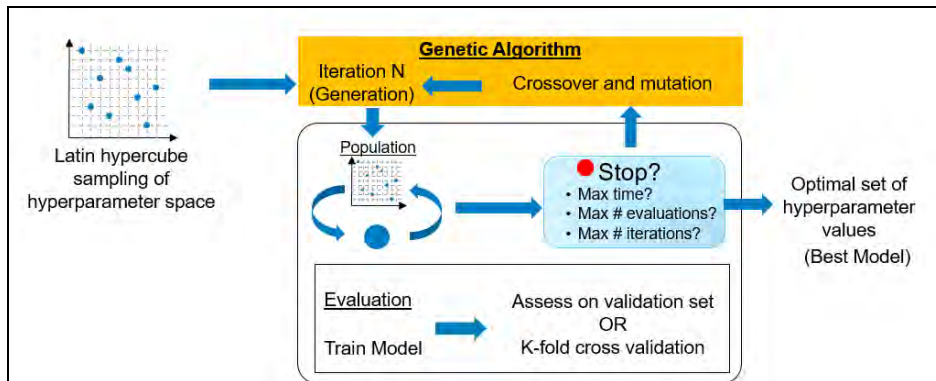 Genetic Algorithm
Iteration N
(Generation)
Crossover and mutation
Latin hypercube
sampling of
hyperparameter space
Population
Stop?
• Max time?
• Max # evaluations?
• Max # iterations?
Optimal set of
hyperparameter
values
(Best Model)
Evaluation
Train Model
Assess on validation set
OR
K-fold cross validation